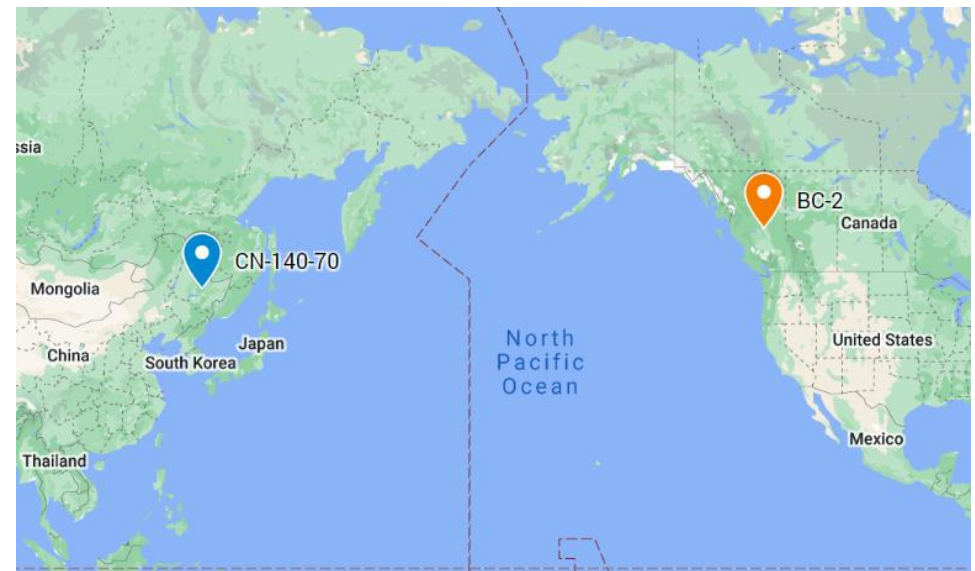 ssia
BC-2
Canada
CN-140-70
Mongolia
North
Pacific
Ocean
United States
Japan
China
South Korea
Mexico
Thailand